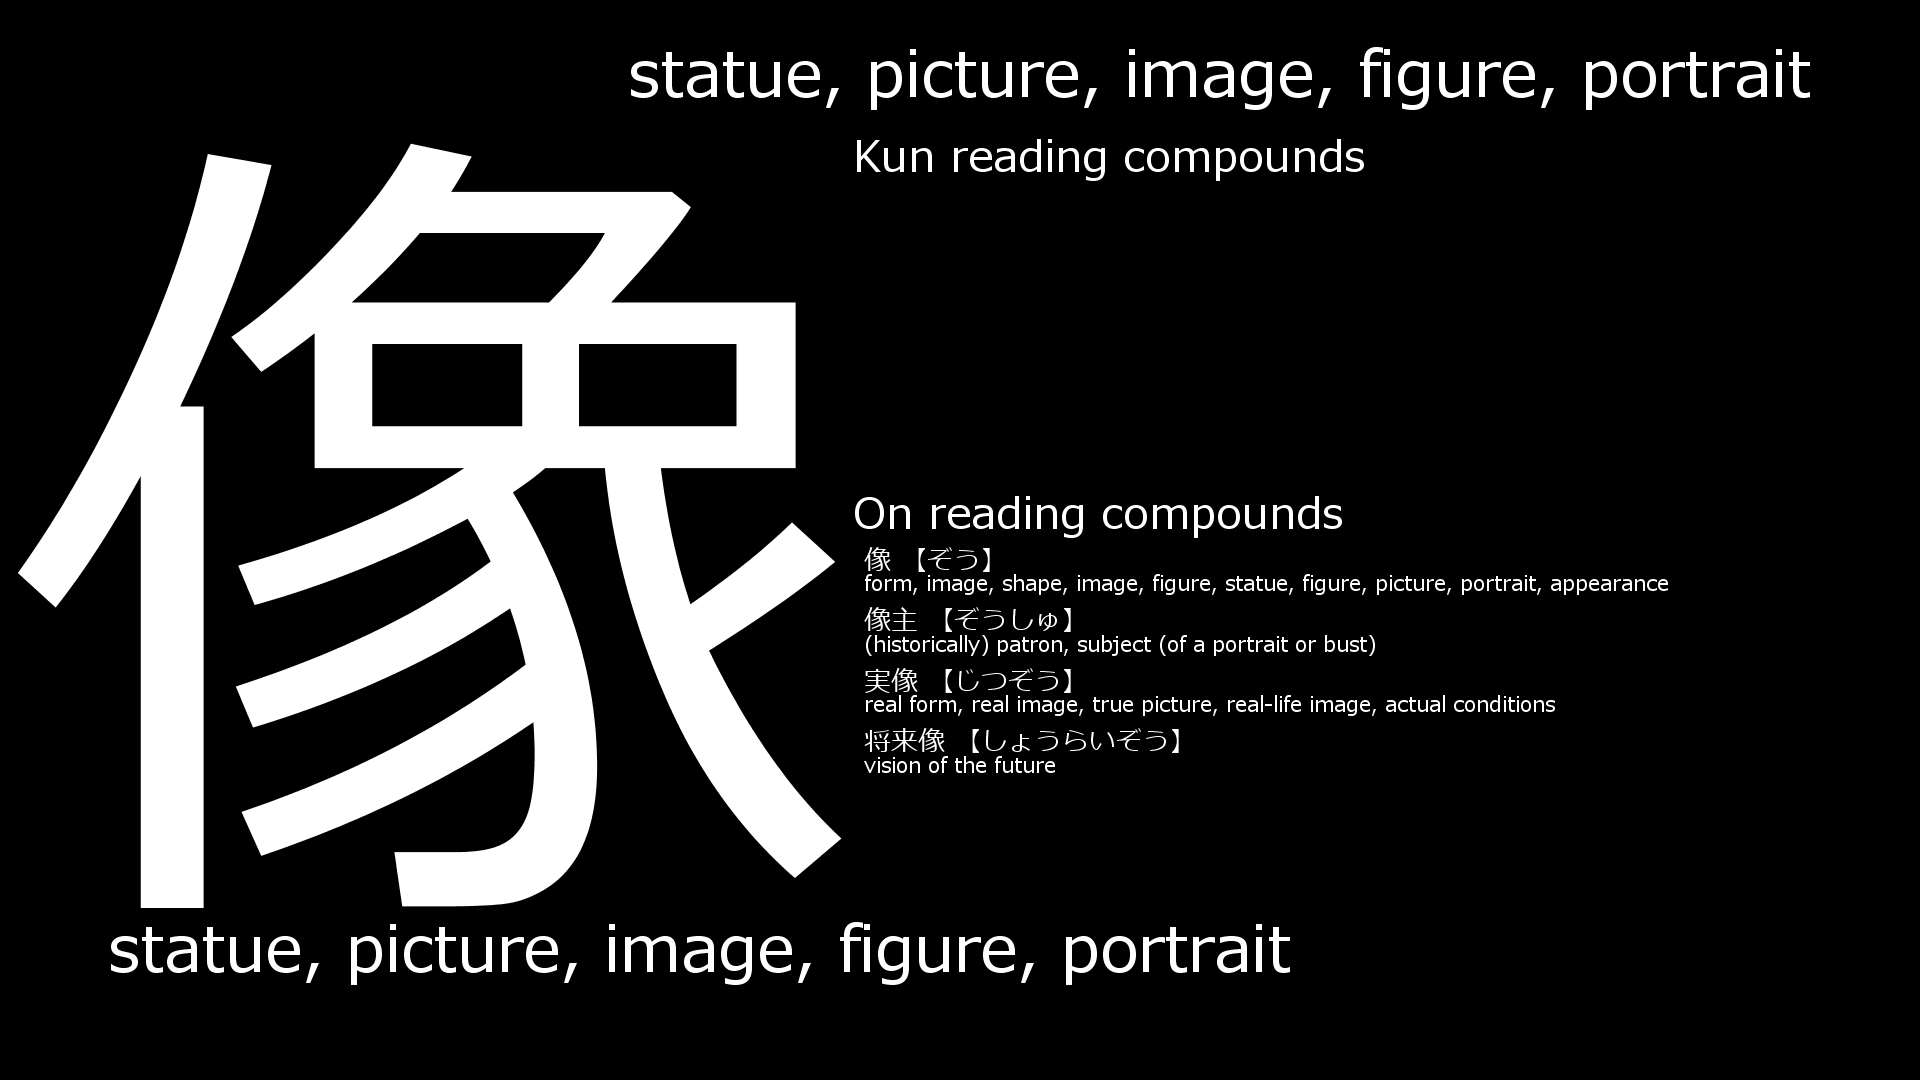 statue, picture, image, figure, portrait
像
Kun reading compounds
On reading compounds
像 【ぞう】
form, image, shape, image, figure, statue, figure, picture, portrait, appearance
像主 【ぞうしゅ】
(historically) patron, subject (of a portrait or bust)
実像 【じつぞう】
real form, real image, true picture, real-life image, actual conditions
将来像 【しょうらいぞう】
vision of the future
statue, picture, image, figure, portrait